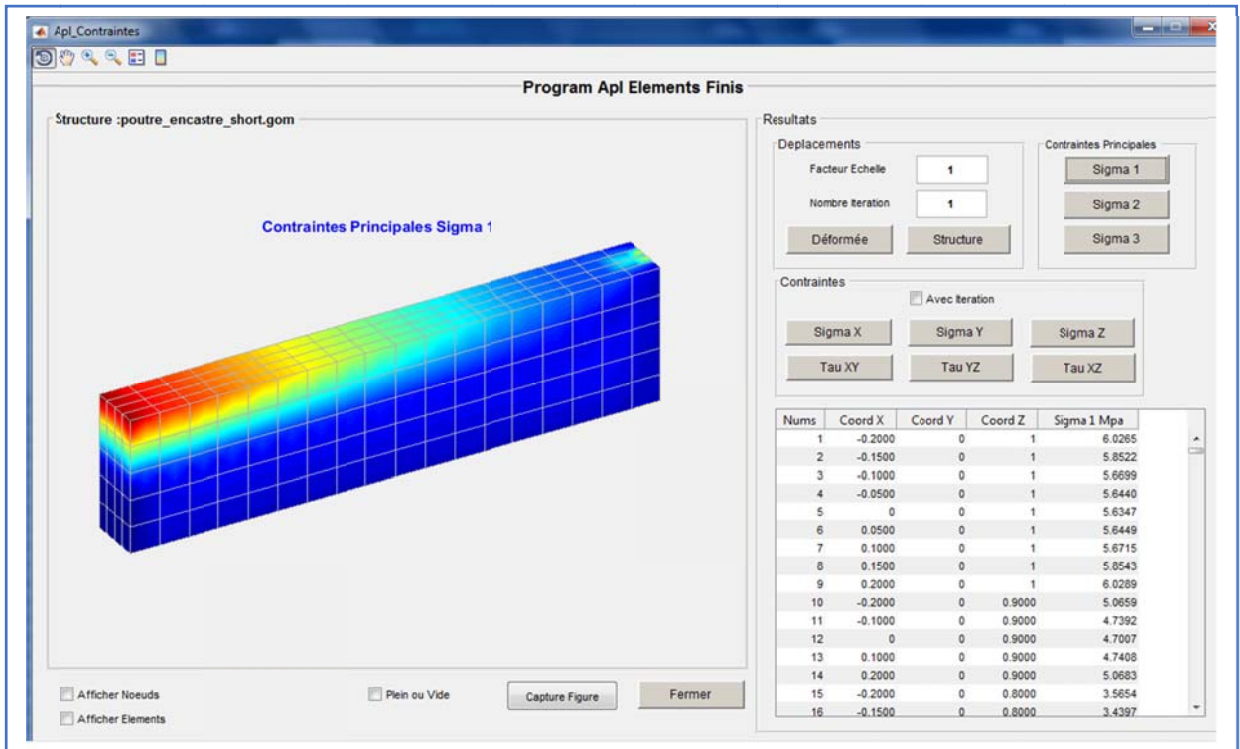 Apl_Contraintes
Program Apl Elements Finis
Structure :poutre_encastre_short.gom
Contraintes Principales Sigma 1
Resultats
Deplacements
Facteur Echelle 1
Nombre Iteration 1
Déformée Structure
Contraintes Principales
Sigma 1
Sigma 2
Sigma 3
Contraintes
Avec Iteration
Sigma X Sigma Y Sigma Z
Tau XY Tau YZ Tau XZ
Nums Coord X Coord Y Coord Z Sigma 1 Mpa
1 -0.2000 0 1 6.0265
2 -0.1500 0 1 5.8522
3 -0.1000 0 1 5.6699
4 -0.0500 0 1 5.6440
5 0 0 1 5.6347
6 0.0500 0 1 5.6449
7 0.1000 0 1 5.6715
8 0.1500 0 1 5.8543
9 0.2000 0 1 6.0289
10 -0.2000 0 0.9000 5.0659
11 -0.1000 0 0.9000 4.7392
12 0 0 0.9000 4.7007
13 0.1000 0 0.9000 4.7408
14 0.2000 0 0.9000 5.0683
15 -0.2000 0 0.8000 3.5654
16 -0.1500 0 0.8000 3.4397
Afficher Noeuds
Afficher Elements
Plein ou Vide
Capture Figure
Fermer